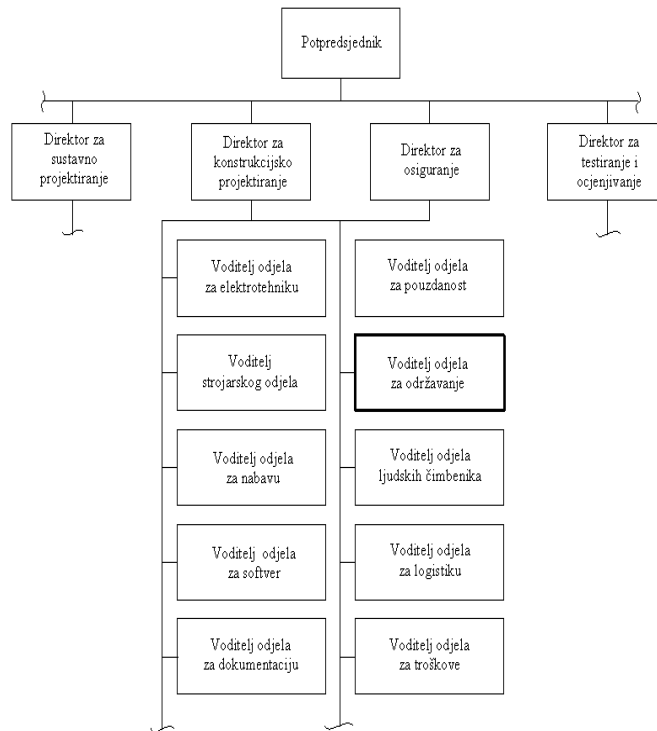 Potpredsjednik
Direktor za
sustavno
projektiranje
Direktor za
konstrukcijsko
projektiranje
Direktor za
osiguranje
Direktor za
testiranje i
ocjenjivanje
Voditelj odjela
za elektrotehniku
Voditelj odjela
za pouzdanost
Voditelj
strojarskog odjela
Voditelj odjela
za održavanje
Voditelj odjela
za nabavu
Voditelj odjela
ljudskih čimbenika
Voditelj odjela
za softver
Voditelj odjela
za logistiku
Voditelj odjela
za dokumentaciju
Voditelj odjela
za troškove